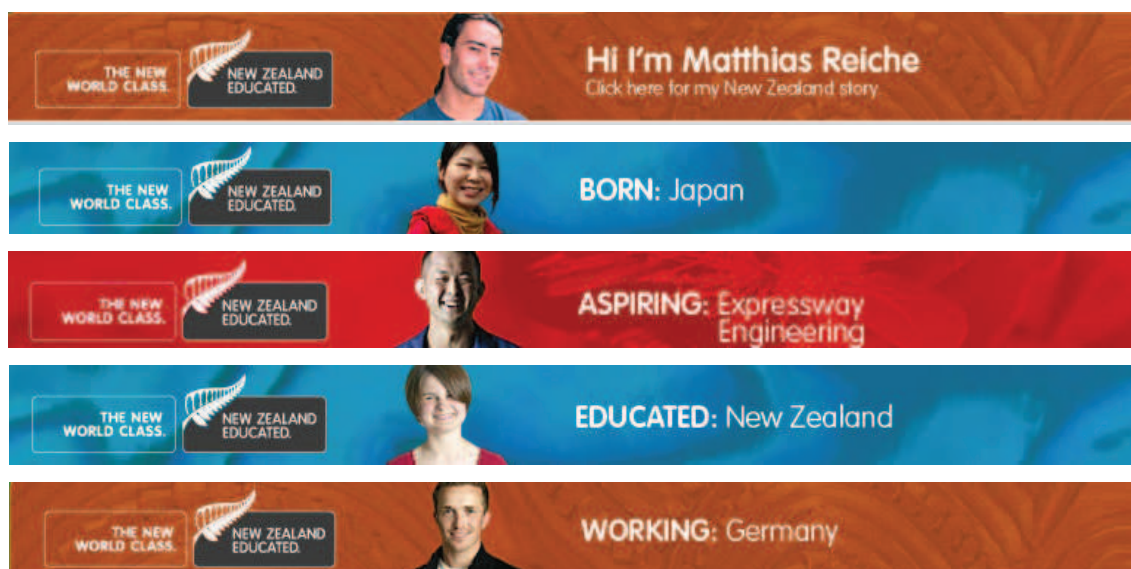 THE NEW
WORLD CLASS.
NEW ZEALAND
EDUCATED.
Hi I'm Matthias Reiche
Click here for my New Zealand story
THE NEW
WORLD CLASS.
NEW ZEALAND
EDUCATED.
BORN: Japan
THE NEW
WORLD CLASS.
NEW ZEALAND
EDUCATED.
ASPIRING: Expressway
Engineering
THE NEW
WORLD CLASS.
NEW ZEALAND
EDUCATED.
EDUCATED: New Zealand
THE NEW
WORLD CLASS.
NEW ZEALAND
EDUCATED.
WORKING: Germany